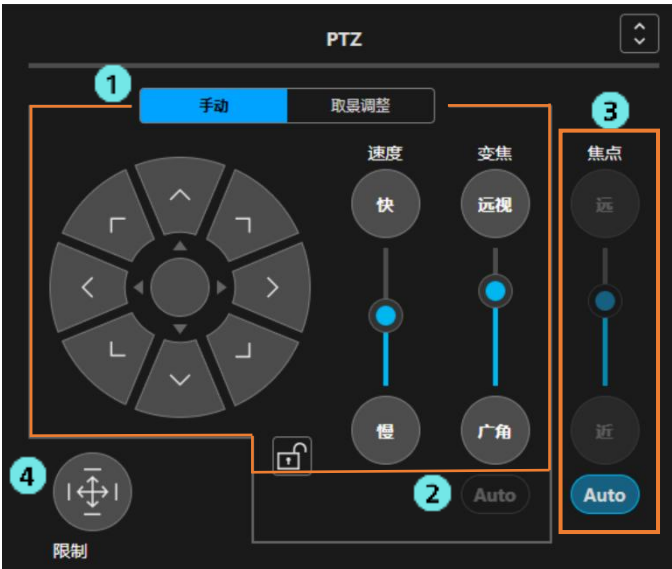 PTZ
1
手动 取景调整
3
速度 变焦 焦点
快 远视 远
慢 广角 近
4
2 Auto Auto
限制